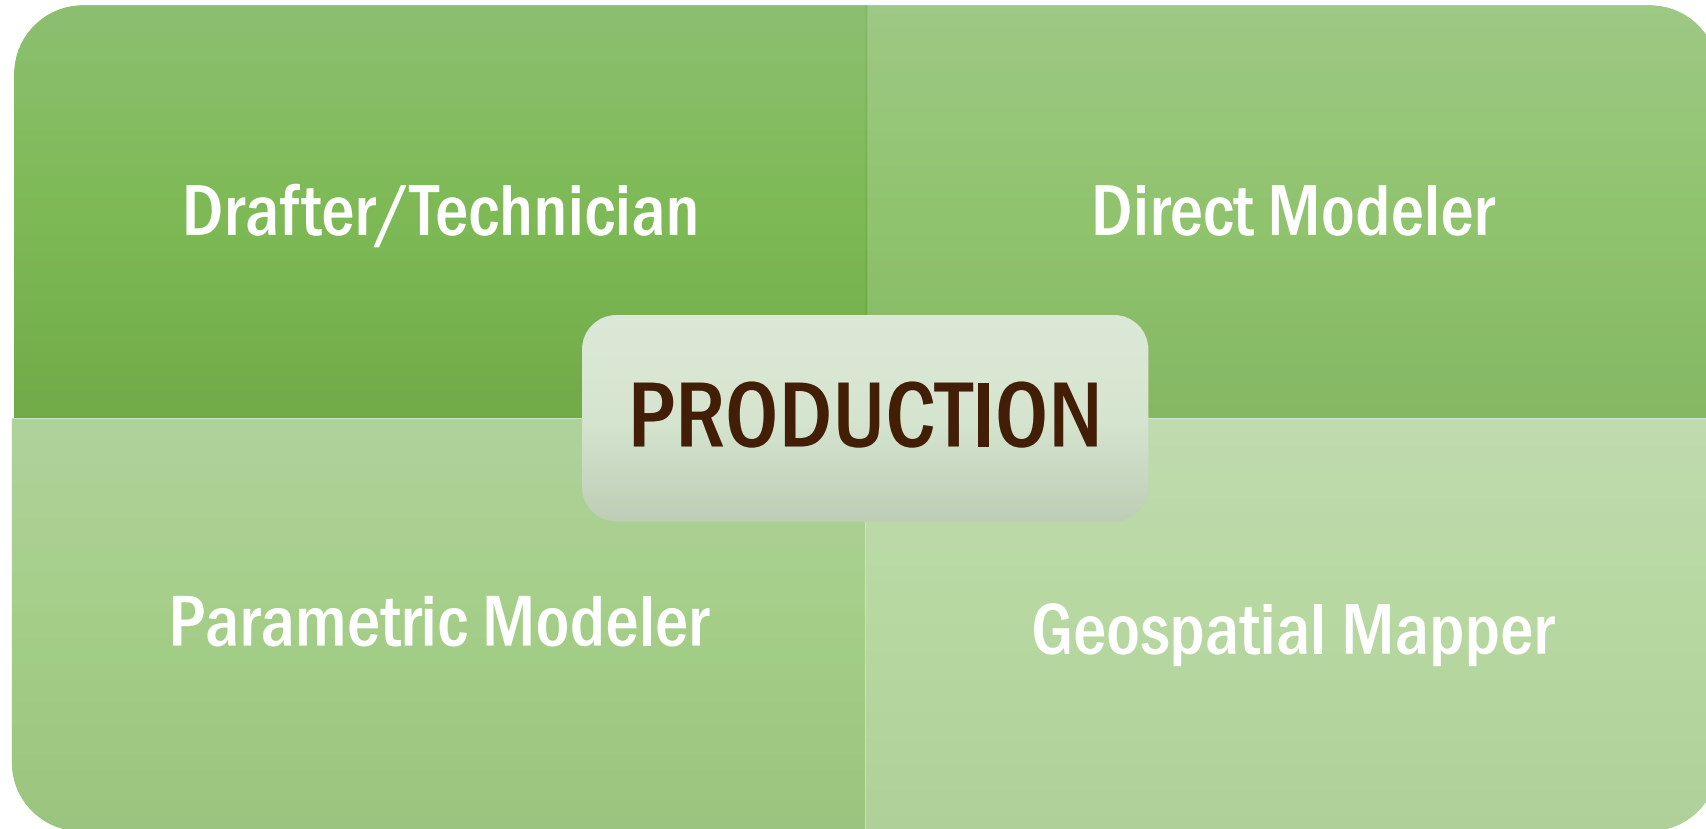 Drafter/Technician
Direct Modeler
PRODUCTION
Parametric Modeler
Geospatial Mapper